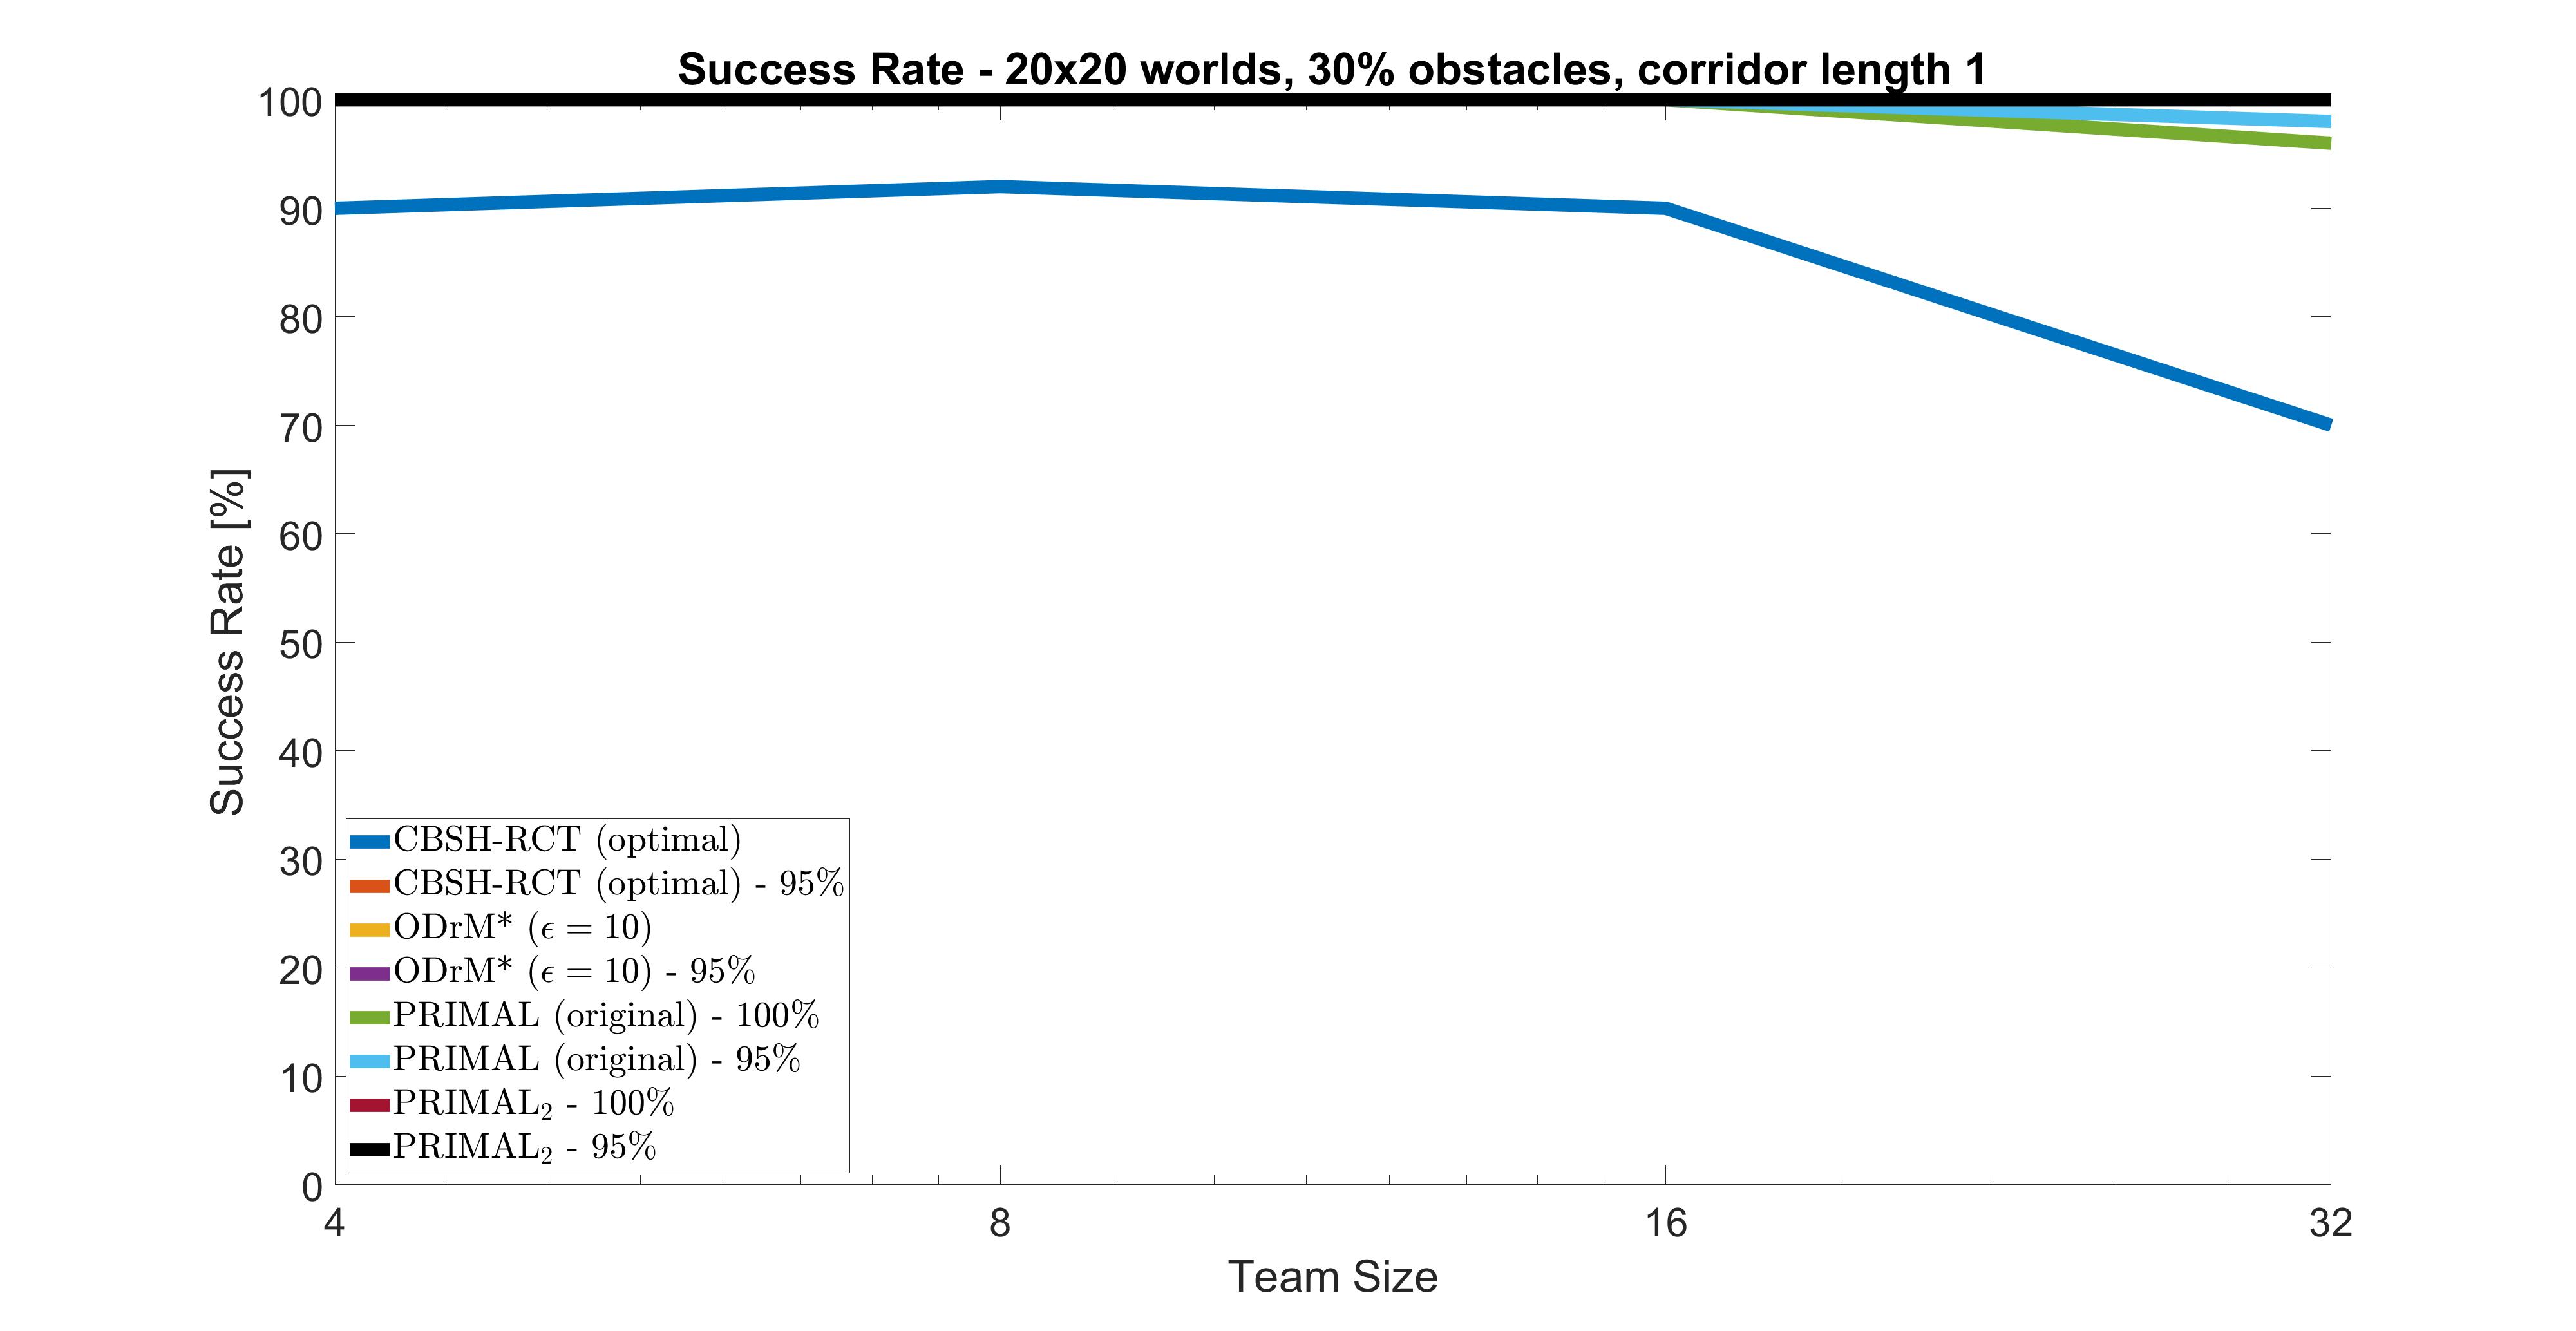 Success Rate - 20x20 worlds, 30% obstacles, corridor length 1
100
90
80
70
60
50
40
30
20
10
0
Success Rate [%]
CBSH-RCT (optimal)
CBSH-RCT (optimal) - 95%
ODrM* (ϵ = 10)
ODrM* (ϵ = 10) - 95%
PRIMAL (original) - 100%
PRIMAL (original) - 95%
PRIMAL₂ - 100%
PRIMAL₂ - 95%
4 8 16 32
Team Size